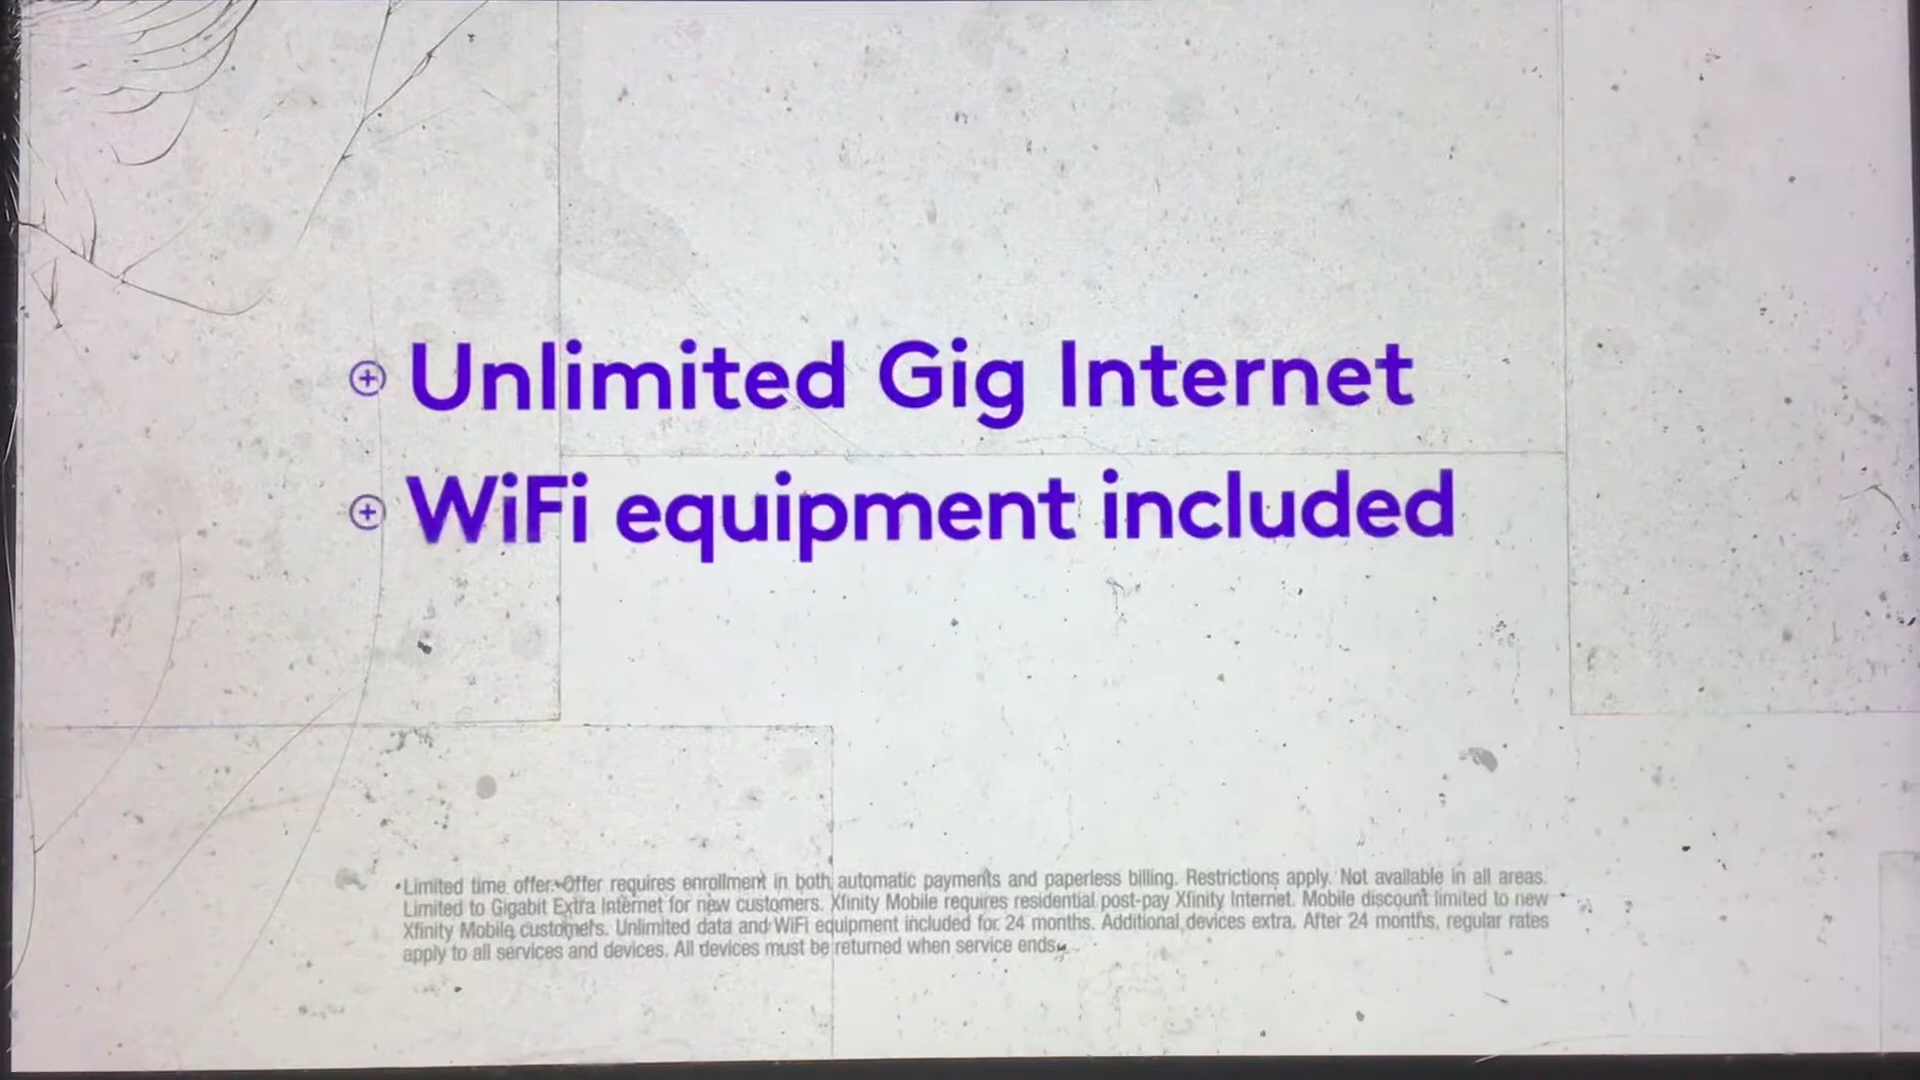 Unlimited Gig Internet
WiFi equipment included
Limited time offer. Offer requires enrollment in both automatic payments and paperless billing. Restrictions apply. Not available in all areas.
Limited to Gigabit Extra Internet for new customers. Xfinity Mobile requires residential post-pay Xfinity Internet. Mobile discount limited to new
Xfinity Mobile customers. Unlimited data and WiFi equipment included for 24 months. Additional devices extra. After 24 months, regular rates
apply to all services and devices. All devices must be returned when service ends.